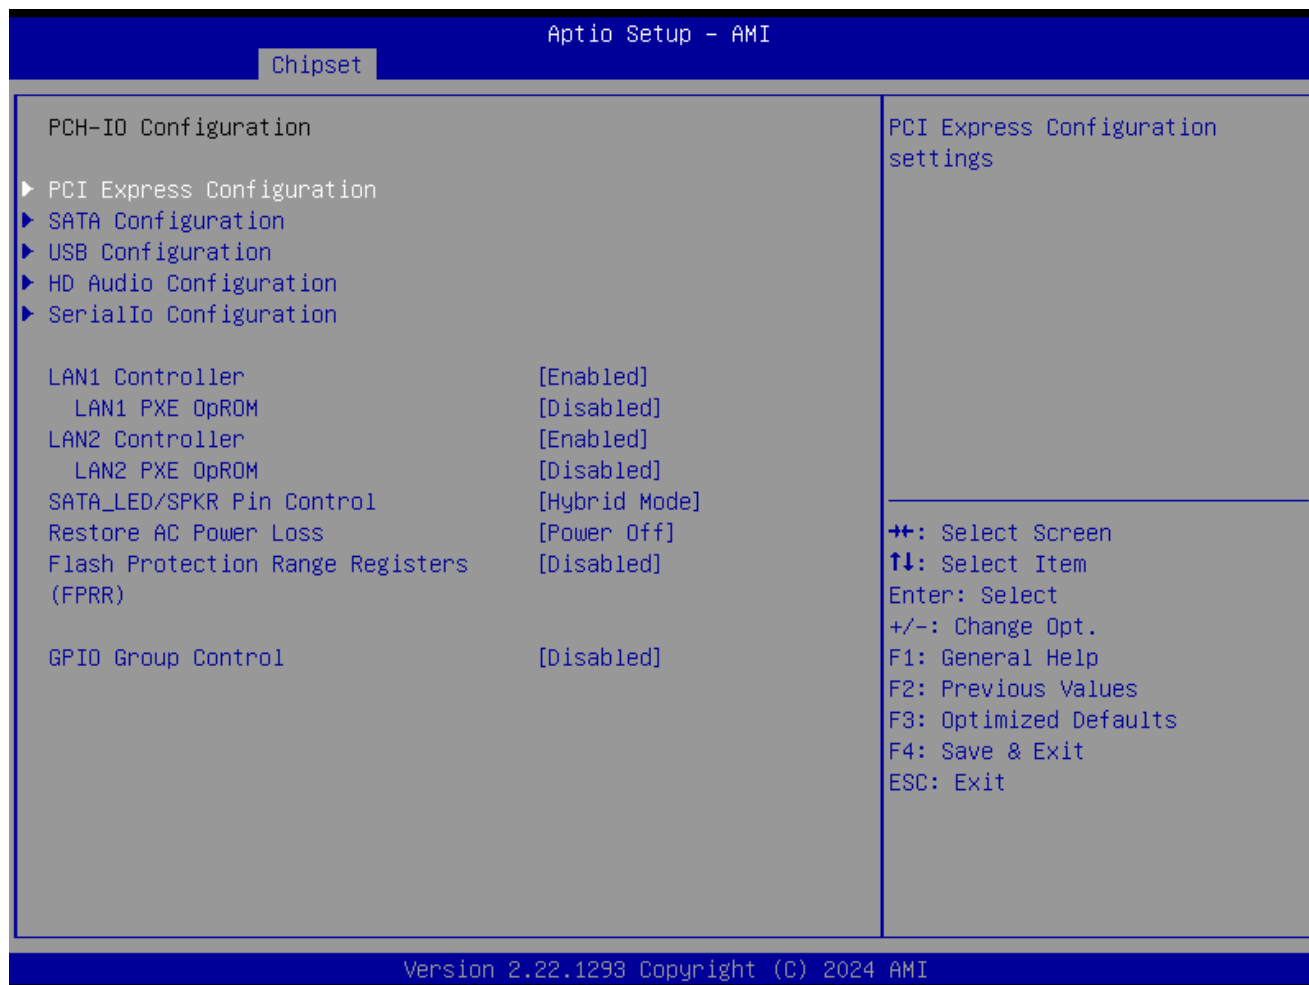 Aptio Setup – AMI
Chipset
PCH-IO Configuration
PCI Express Configuration
SATA Configuration
USB Configuration
HD Audio Configuration
SerialIo Configuration
LAN1 Controller [Enabled]
LAN1 PXE OpROM [Disabled]
LAN2 Controller [Enabled]
LAN2 PXE OpROM [Disabled]
SATA_LED/SPKR Pin Control [Hybrid Mode]
Restore AC Power Loss [Power Off]
Flash Protection Range Registers [Disabled]
(FPRR)
GPIO Group Control [Disabled]
PCI Express Configuration
settings
→←: Select Screen
↑↓: Select Item
Enter: Select
+/-: Change Opt.
F1: General Help
F2: Previous Values
F3: Optimized Defaults
F4: Save & Exit
ESC: Exit
Version 2.22.1293 Copyright (C) 2024 AMI